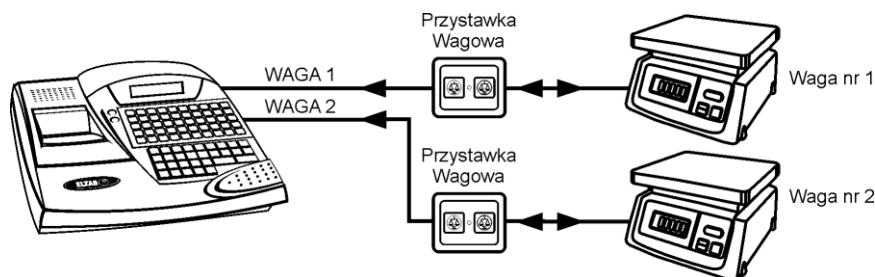 Przystawka
Wagowa
WAGA 1
Waga nr 1
WAGA 2
Przystawka
Wagowa
Waga nr 2
ELZAB